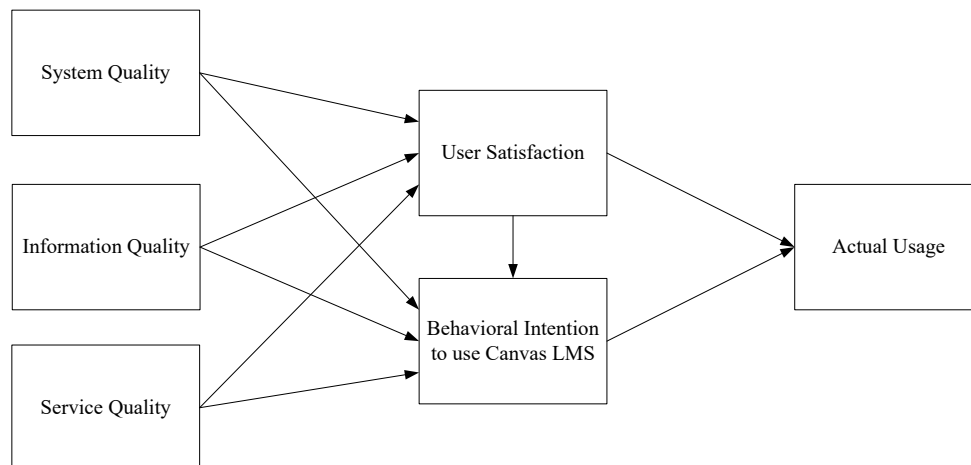 System Quality
User Satisfaction
Information Quality
Actual Usage
Behavioral Intention
to use Canvas LMS
Service Quality